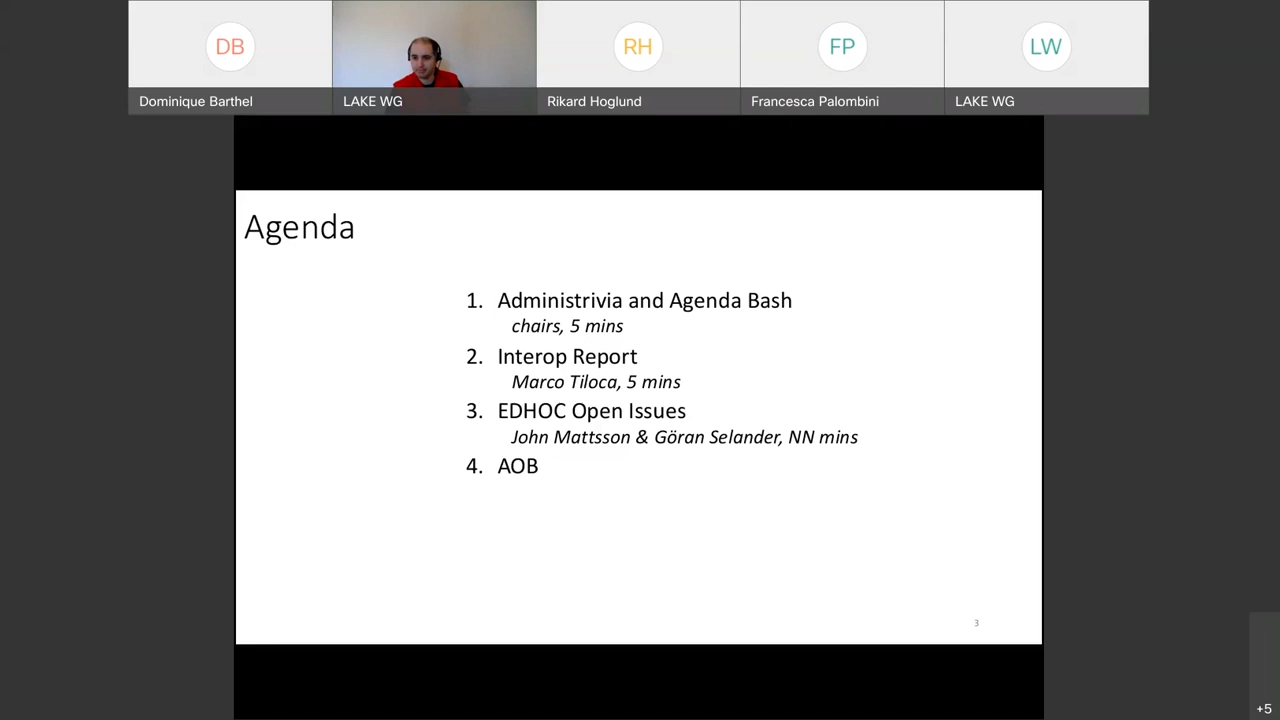 DB
RH
FP
LW
Dominique Barthel
LAKE WG
Rikard Hoglund
Francesca Palombini
LAKE WG
Agenda
1. Administrivia and Agenda Bash
chairs, 5 mins
2. Interop Report
Marco Tiloca, 5 mins
3. EDHOC Open Issues
John Mattsson & Göran Selander, NN mins
4. AOB
3
+5